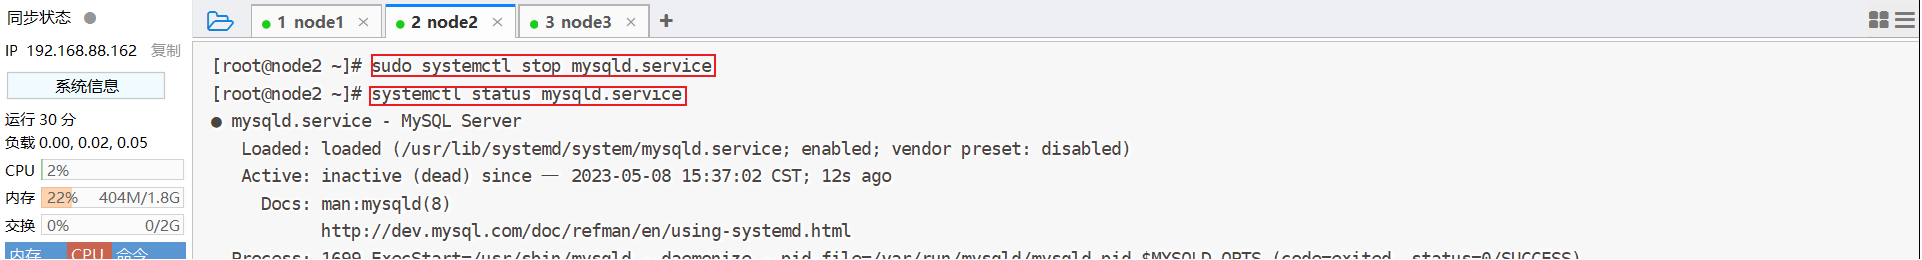 同步状态
IP 192.168.88.162 复制
系统信息
运行 30 分
负载 0.00, 0.02, 0.05
CPU 2%
内存 22% 404M/1.8G
交换 0% 0/2G
内存 CPU 命令
1 node1 × 2 node2 × 3 node3 × +
[root@node2 ~]# sudo systemctl stop mysqld.service
[root@node2 ~]# systemctl status mysqld.service
● mysqld.service - MySQL Server
Loaded: loaded (/usr/lib/systemd/system/mysqld.service; enabled; vendor preset: disabled)
Active: inactive (dead) since 一 2023-05-08 15:37:02 CST; 12s ago
Docs: man:mysqld(8)
http://dev.mysql.com/doc/refman/en/using-systemd.html
Process: 1699 ExecStart=/usr/sbin/mysqld --daemonize --pid-file=/var/run/mysqld/mysqld.pid $MYSQLD_OPTS (code=exited, status=0/SUCCESS)